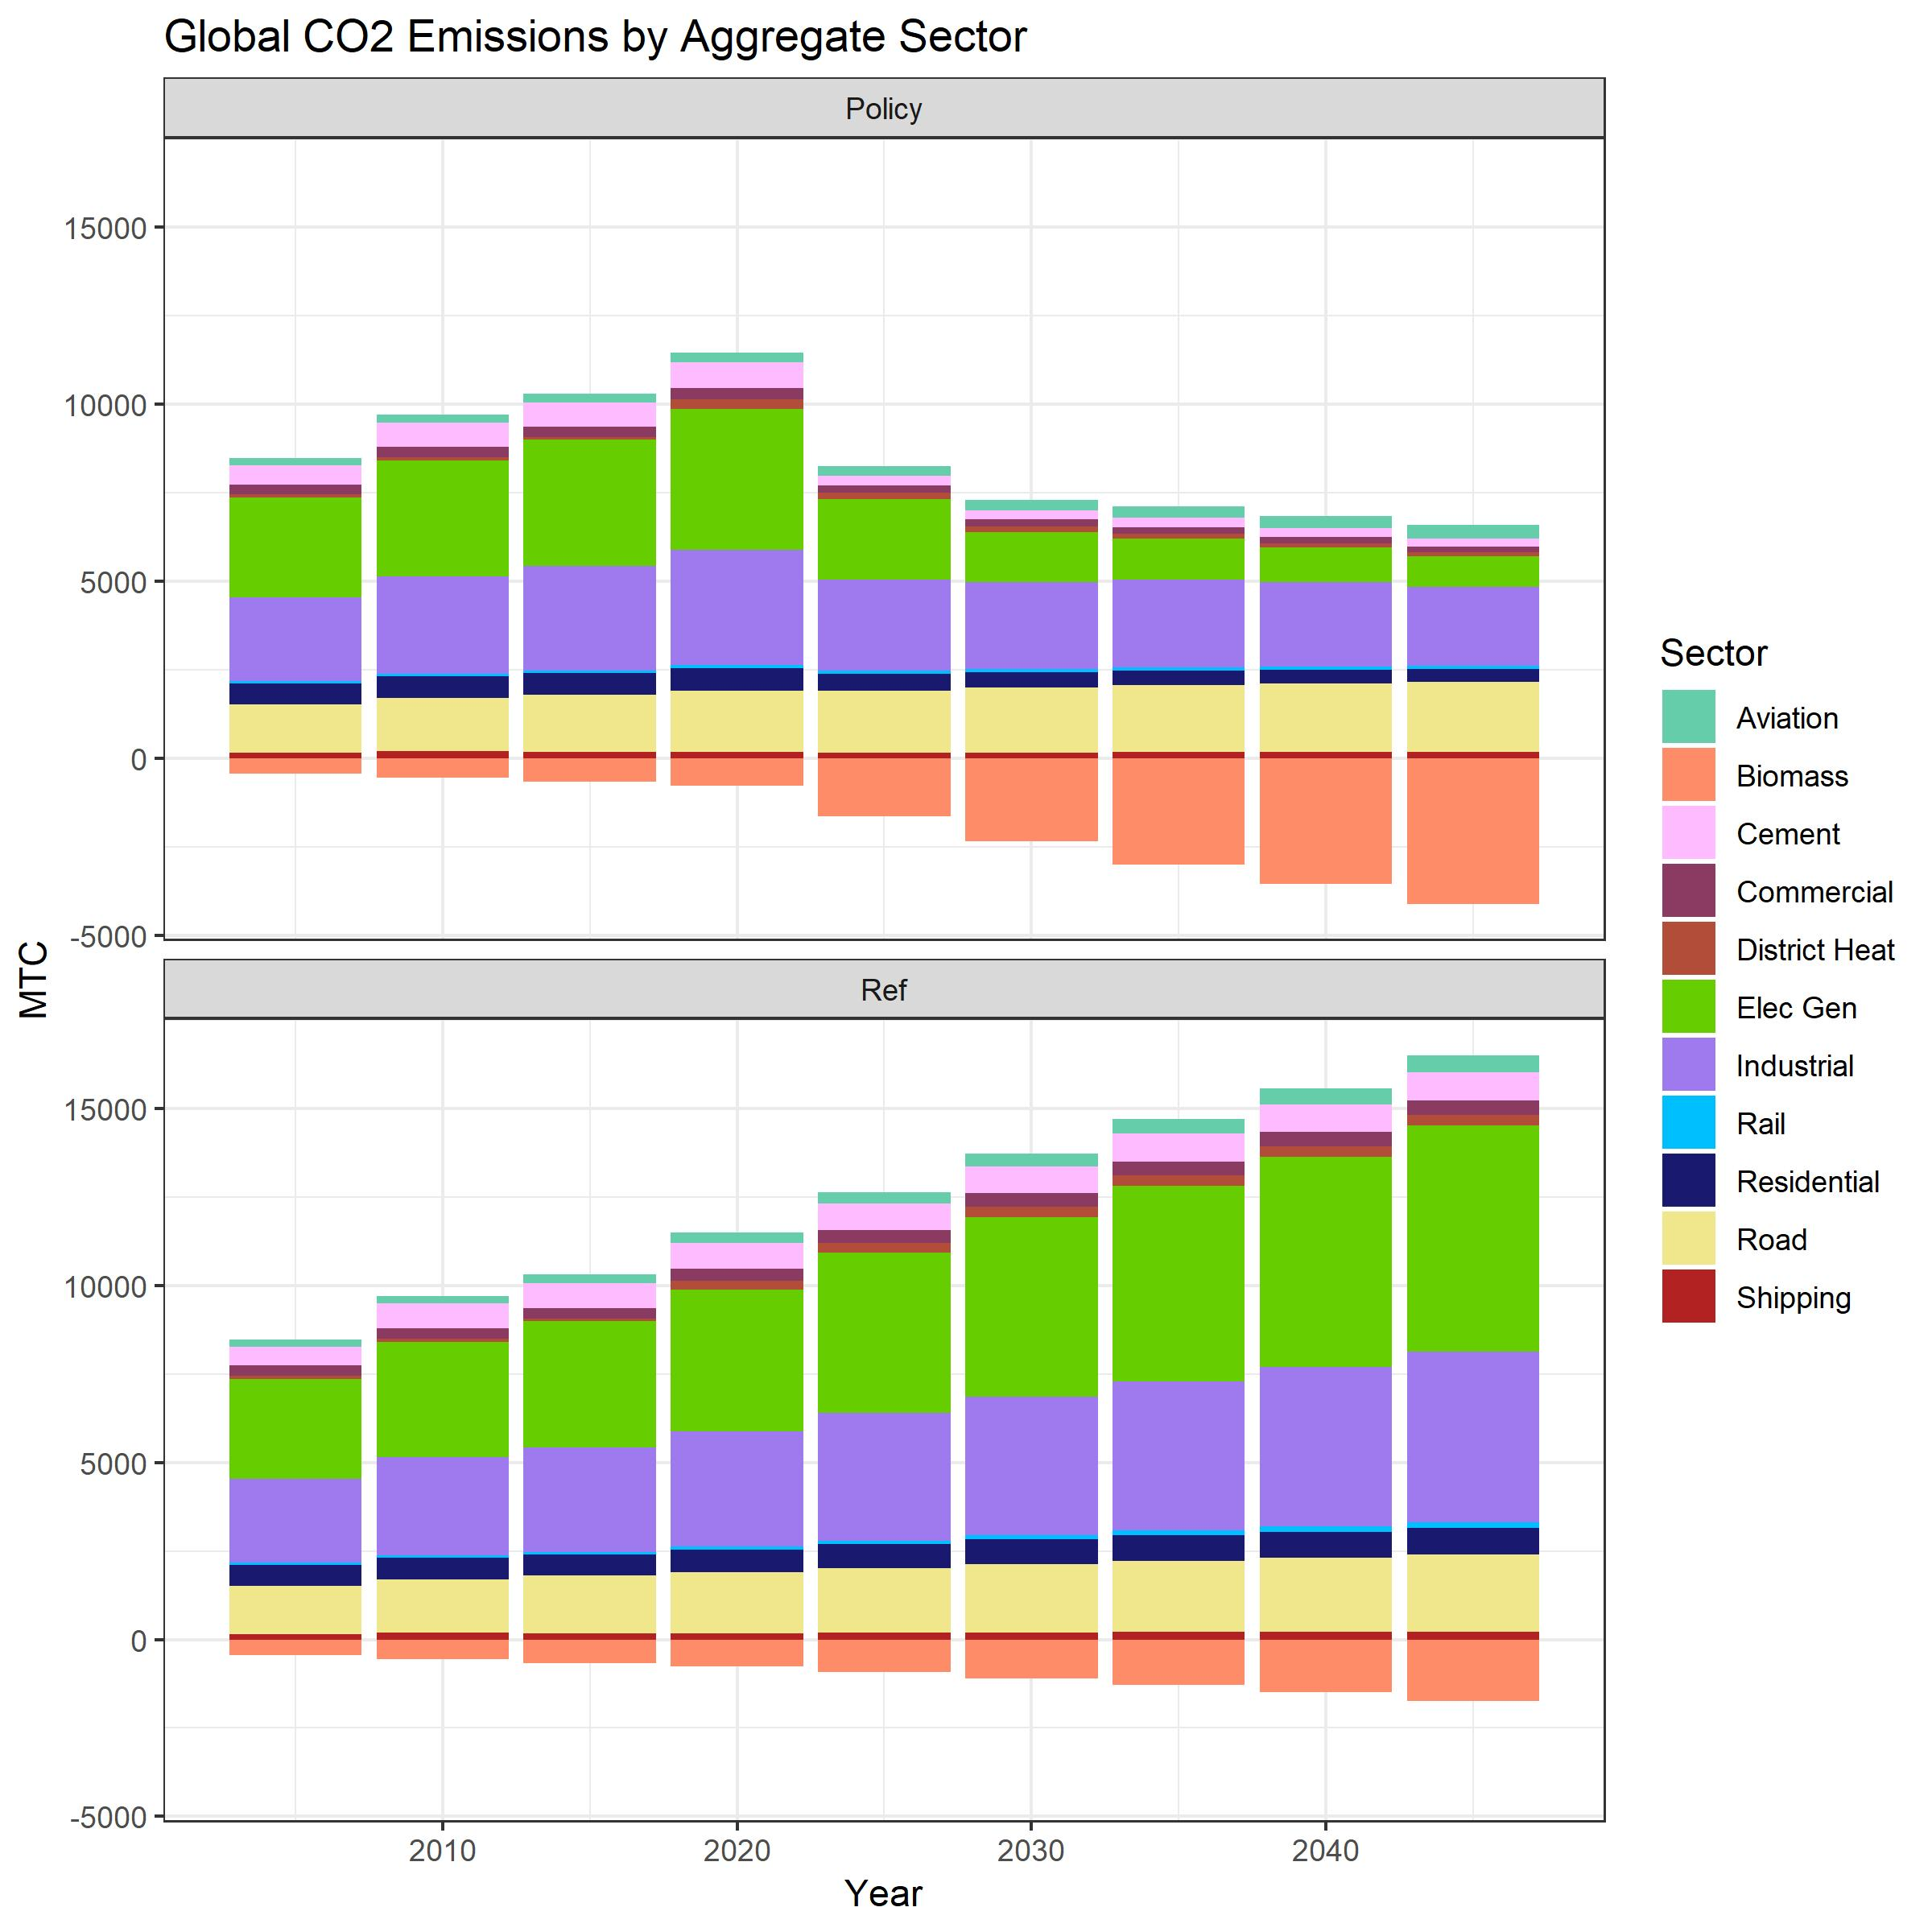 Global CO2 Emissions by Aggregate Sector
Policy
15000
10000
5000
0
-5000
MTC
Ref
15000
10000
5000
0
-5000
2010 2020 2030 2040
Year
Sector
Aviation
Biomass
Cement
Commercial
District Heat
Elec Gen
Industrial
Rail
Residential
Road
Shipping